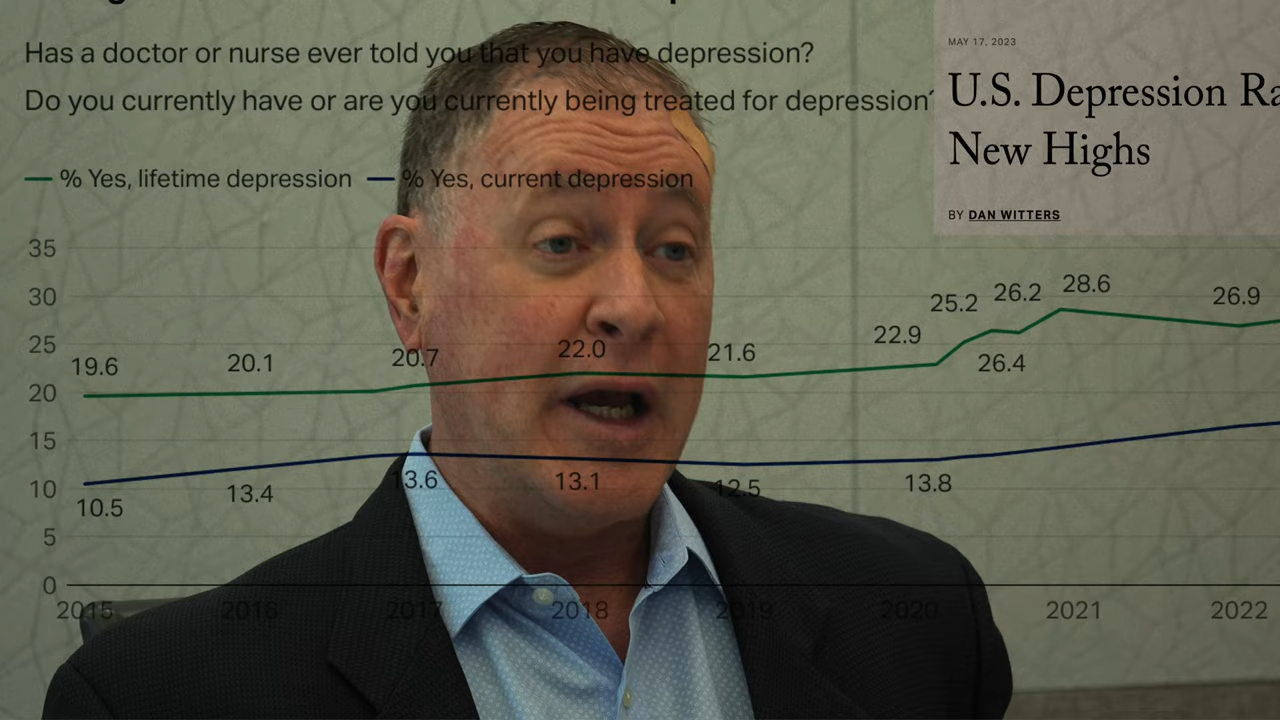 Has a doctor or nurse ever told you that you have depression?
Do you currently have or are you currently being treated for depression?
% Yes, lifetime depression % Yes, current depression
MAY 17, 2023
U.S. Depression Ra
New Highs
BY DAN WITTERS
35
30
25
20
15
10
5
0
19.6 20.1 20.7 22.0 21.6 22.9 25.2 26.4 26.2 28.6 26.9
10.5 13.4 13.6 13.1 12.5 13.8
2015 2016 2017 2018 2019 2020 2021 2022